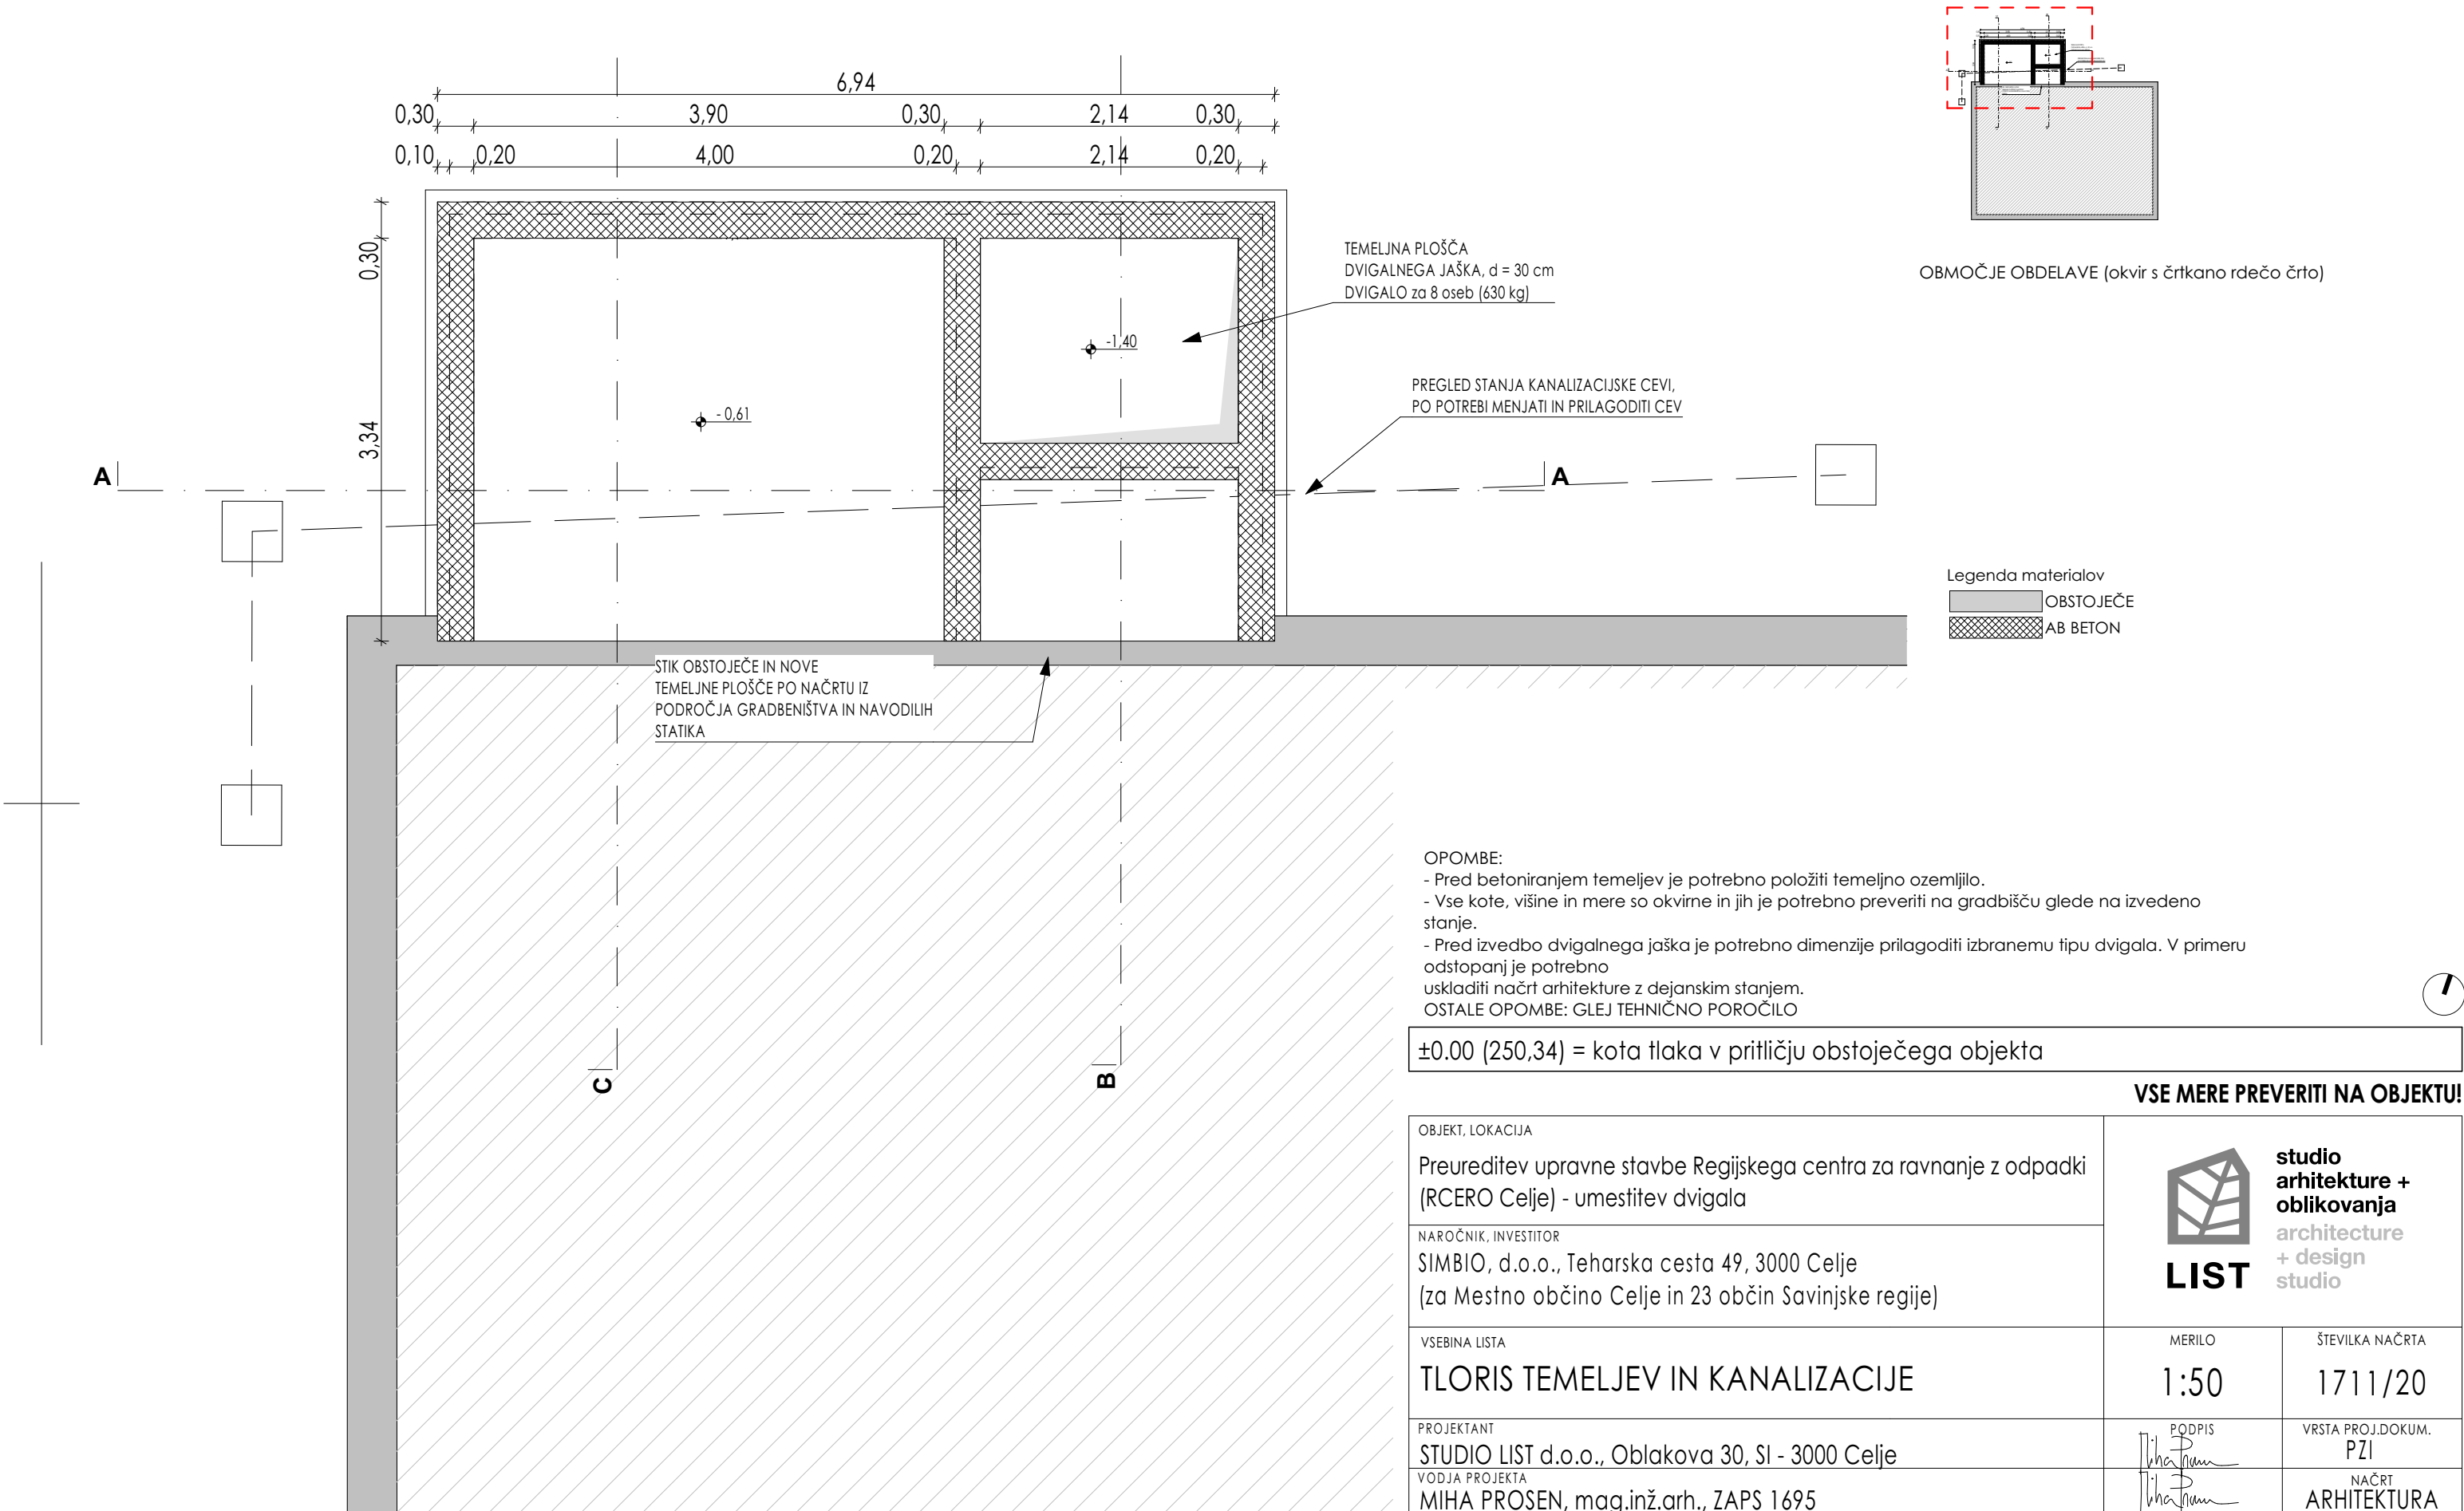 6,94
0,30 3,90 0,30 2,14 0,30
0,10 0,20 4,00 0,20 2,14 0,20
0,30
3,34
TEMELJNA PLOŠČA
DVIGALNEGA JAŠKA, d = 30 cm
DVIGALO za 8 oseb (630 kg)
-1,40
- 0,61
PREGLED STANJA KANALIZACIJSKE CEVI,
PO POTREBI MENJATI IN PRILAGODITI CEV
A
A
STIK OBSTOJEČE IN NOVE
TEMELJNE PLOŠČE PO NAČRTU IZ
PODROČJA GRADBENIŠTVA IN NAVODILIH
STATIKA
C
B
OBMOČJE OBDELAVE (okvir s črtkano rdečo črto)
Legenda materialov
OBSTOJEČE
AB BETON
OPOMBE:
- Pred betoniranjem temeljev je potrebno položiti temeljno ozemljilo.
- Vse kote, višine in mere so okvirne in jih je potrebno preveriti na gradbišču glede na izvedeno
stanje.
- Pred izvedbo dvigalnega jaška je potrebno dimenzije prilagoditi izbranemu tipu dvigala. V primeru
odstopanj je potrebno
uskladiti načrt arhitekture z dejanskim stanjem.
OSTALE OPOMBE: GLEJ TEHNIČNO POROČILO
±0.00 (250,34) = kota tlaka v pritličju obstoječega objekta
VSE MERE PREVERITI NA OBJEKTU!
OBJEKT, LOKACIJA
Preureditev upravne stavbe Regijskega centra za ravnanje z odpadki
(RCERO Celje) - umestitev dvigala
NAROČNIK, INVESTITOR
SIMBIO, d.o.o., Teharska cesta 49, 3000 Celje
(za Mestno občino Celje in 23 občin Savinjske regije)
LIST
studio
arhitekture +
oblikovanja
architecture
+ design
studio
VSEBINA LISTA
TLORIS TEMELJEV IN KANALIZACIJE
MERILO
1:50
ŠTEVILKA NAČRTA
1711/20
PROJEKTANT
STUDIO LIST d.o.o., Oblakova 30, SI - 3000 Celje
PODPIS
VRSTA PROJ.DOKUM.
PZI
VODJA PROJEKTA
MIHA PROSEN, mag.inž.arh., ZAPS 1695
NAČRT
ARHITEKTURA